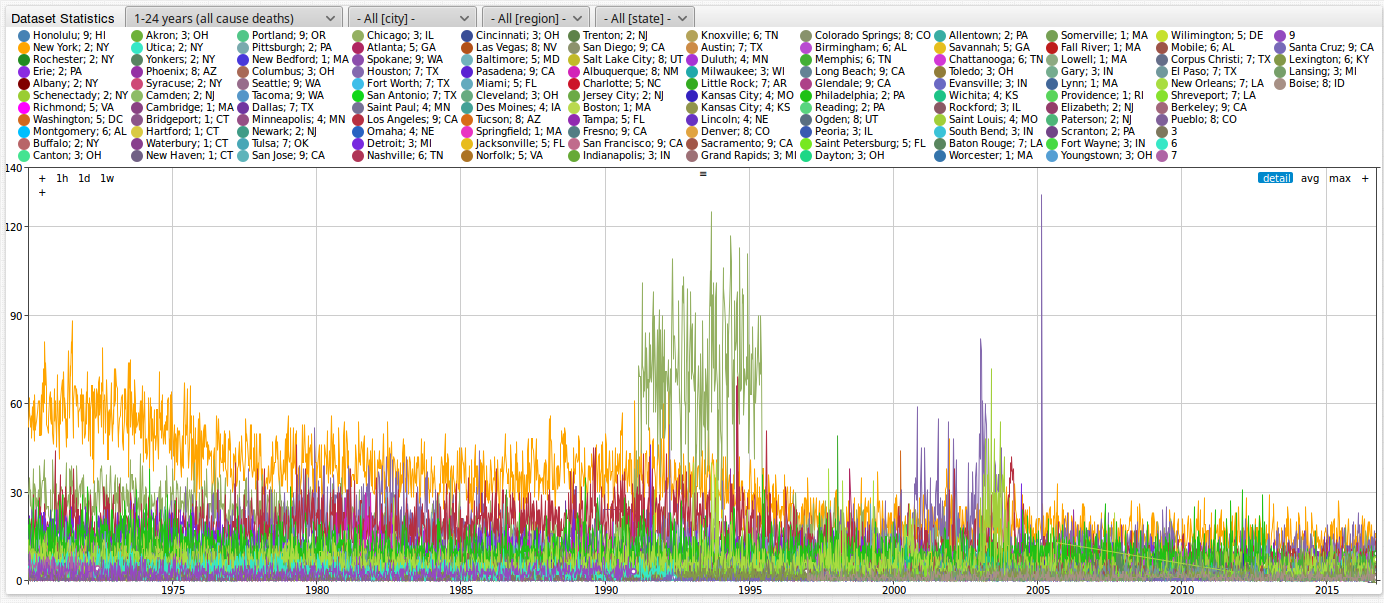 Dataset Statistics 1-24 years (all cause deaths) - All [city] - - All [region] - - All [state] -
Honolulu; 9; HI Akron; 3; OH Portland; 9; OR Chicago; 3; IL Cincinnati; 3; OH Trenton; 2; NJ Knoxville; 6; TN Colorado Springs; 8; CO Allentown; 2; PA Somerville; 1; MA Wilimington; 5; DE 9
New York; 2; NY Utica; 2; NY Pittsburgh; 2; PA Atlanta; 5; GA Las Vegas; 8; NV San Diego; 9; CA Austin; 7; TX Birmingham; 6; AL Savannah; 5; GA Fall River; 1; MA Mobile; 6; AL Santa Cruz; 9; CA
Rochester; 2; NY Yonkers; 2; NY New Bedford; 1; MA Spokane; 9; WA Baltimore; 5; MD Salt Lake City; 8; UT Duluth; 4; MN Memphis; 6; TN Chattanooga; 6; TN Lowell; 1; MA Corpus Christi; 7; TX Lexington; 6; KY
Erie; 2; PA Phoenix; 8; AZ Columbus; 3; OH Houston; 7; TX Pasadena; 9; CA Albuquerque; 8; NM Milwaukee; 3; WI Long Beach; 9; CA Toledo; 3; OH Gary; 3; IN El Paso; 7; TX Lansing; 3; MI
Albany; 2; NY Syracuse; 2; NY Seattle; 9; WA Fort Worth; 7; TX Miami; 5; FL Charlotte; 5; NC Little Rock; 7; AR Glendale; 9; CA Evansville; 3; IN Lynn; 1; MA New Orleans; 7; LA Boise; 8; ID
Schenectady; 2; NY Camden; 2; NJ Tacoma; 9; WA San Antonio; 7; TX Cleveland; 3; OH Jersey City; 2; NJ Kansas City; 4; MO Philadelphia; 2; PA Wichita; 4; KS Providence; 1; RI Shreveport; 7; LA
Richmond; 5; VA Cambridge; 1; MA Dallas; 7; TX Saint Paul; 4; MN Des Moines; 4; IA Boston; 1; MA Kansas City; 4; KS Reading; 2; PA Rockford; 3; IL Elizabeth; 2; NJ Berkeley; 9; CA
Washington; 5; DC Bridgeport; 1; CT Minneapolis; 4; MN Los Angeles; 9; CA Tucson; 8; AZ Tampa; 5; FL Lincoln; 4; NE Ogden; 8; UT Saint Louis; 4; MO Paterson; 2; NJ Pueblo; 8; CO
Montgomery; 6; AL Hartford; 1; CT Newark; 2; NJ Omaha; 4; NE Springfield; 1; MA Fresno; 9; CA Denver; 8; CO Peoria; 3; IL South Bend; 3; IN Scranton; 2; PA 3
Buffalo; 2; NY Waterbury; 1; CT Tulsa; 7; OK Detroit; 3; MI Jacksonville; 5; FL San Francisco; 9; CA Sacramento; 9; CA Saint Petersburg; 5; FL Baton Rouge; 7; LA Fort Wayne; 3; IN 6
Canton; 3; OH New Haven; 1; CT San Jose; 9; CA Nashville; 6; TN Norfolk; 5; VA Indianapolis; 3; IN Grand Rapids; 3; MI Dayton; 3; OH Worcester; 1; MA Youngstown; 3; OH 7
140
+ 1h 1d 1w = detail avg max +
+
120
90
60
30
0
1975 1980 1985 1990 1995 2000 2005 2010 2015